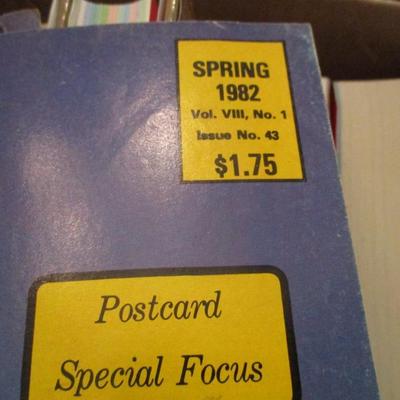 SPRING
1982
Vol. VIII, No. 1
Issue No. 43
$1.75
Postcard
Special Focus